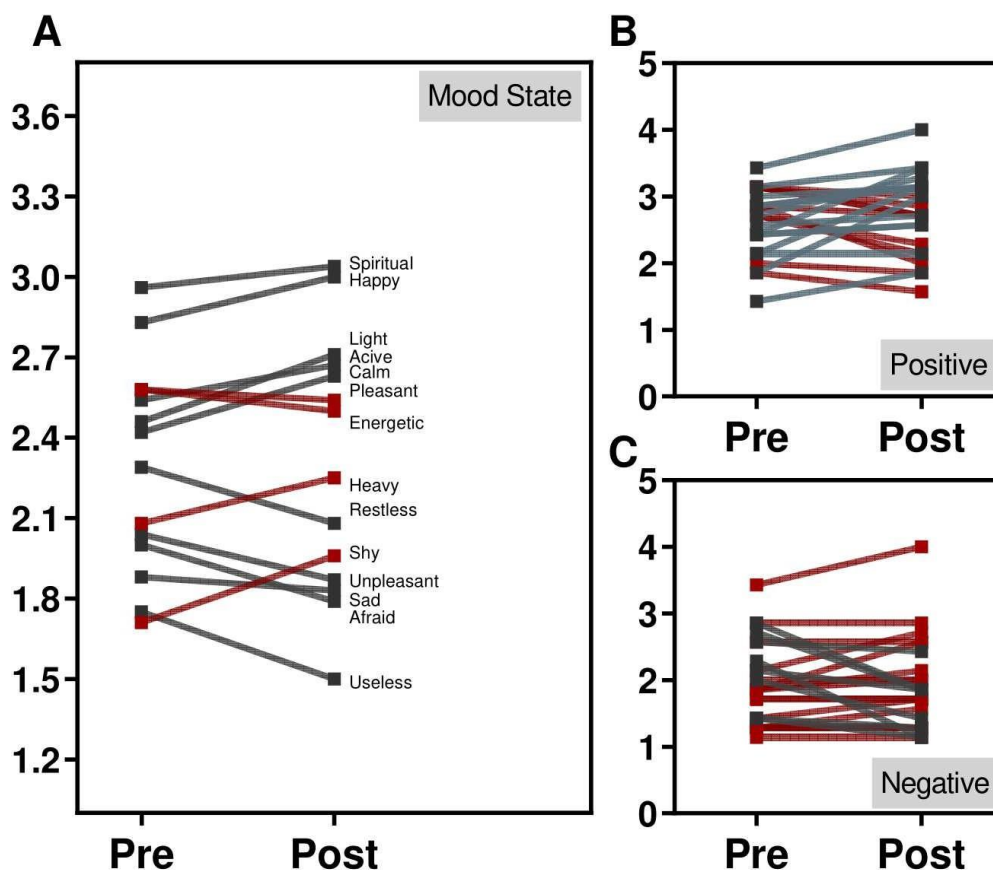 A
Mood State
3.6
3.3
3.0
2.7
2.4
2.1
1.8
1.5
1.2
Spiritual
Happy
Light
Acive
Calm
Pleasant
Energetic
Heavy
Restless
Shy
Unpleasant
Sad
Afraid
Useless
Pre Post
B
5
4
3
2
1
0
Positive
Pre Post
C
5
4
3
2
1
0
Negative
Pre Post